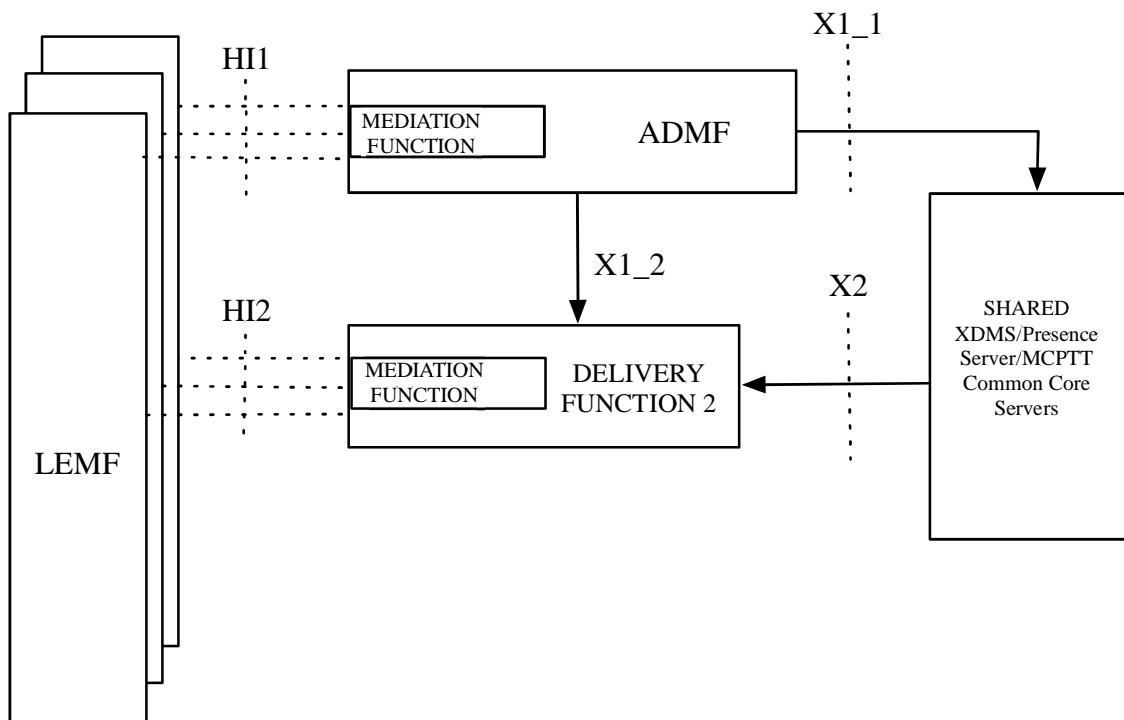 X1_1
HI1
MEDIATION
FUNCTION
ADMF
X1_2
HI2
X2
MEDIATION
FUNCTION
DELIVERY
FUNCTION 2
SHARED
XDMS/Presence
Server/MCPTT
Common Core
Servers
LEMF